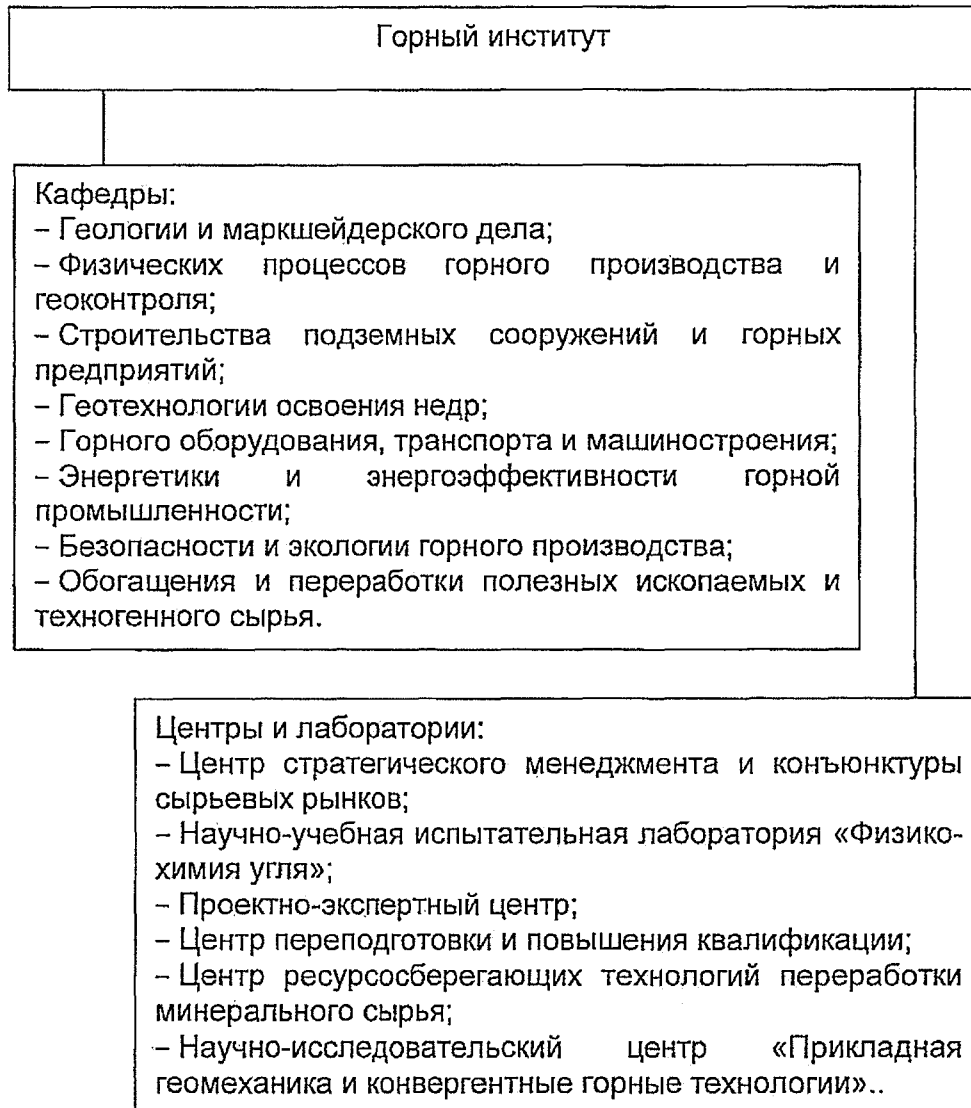 Горный институт
Кафедры:
– Геологии и маркшейдерского дела;
– Физических процессов горного производства и
геоконтроля;
– Строительства подземных сооружений и горных
предприятий;
– Геотехнологии освоения недр;
– Горного оборудования, транспорта и машиностроения;
– Энергетики и энергоэффективности горной
промышленности;
– Безопасности и экологии горного производства;
– Обогащения и переработки полезных ископаемых и
техногенного сырья.
Центры и лаборатории:
– Центр стратегического менеджмента и конъюнктуры
сырьевых рынков;
– Научно-учебная испытательная лаборатория «Физико-
химия угля»;
– Проектно-экспертный центр;
– Центр переподготовки и повышения квалификации;
– Центр ресурсосберегающих технологий переработки
минерального сырья;
– Научно-исследовательский центр «Прикладная
геомеханика и конвергентные горные технологии»..